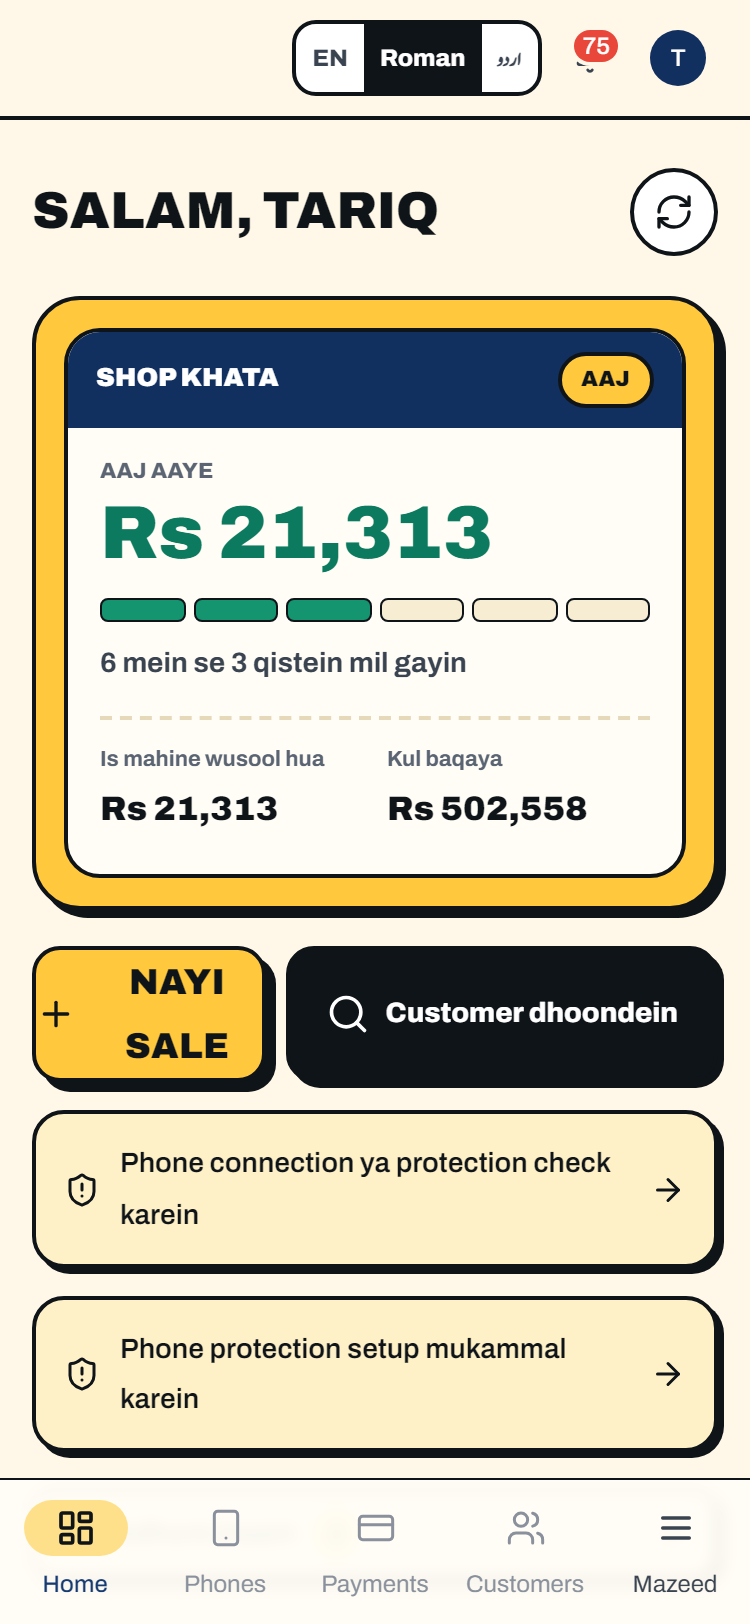 EN Roman اردو 75 T
SALAM, TARIQ
SHOP KHATA AAJ
AAJ AAYE
Rs 21,313
6 mein se 3 qistein mil gayin
Is mahine wusool hua Kul baqaya
Rs 21,313 Rs 502,558
NAYI
SALE
Customer dhoondein
Phone connection ya protection check
karein
Phone protection setup mukammal
karein
Home Phones Payments Customers Mazeed